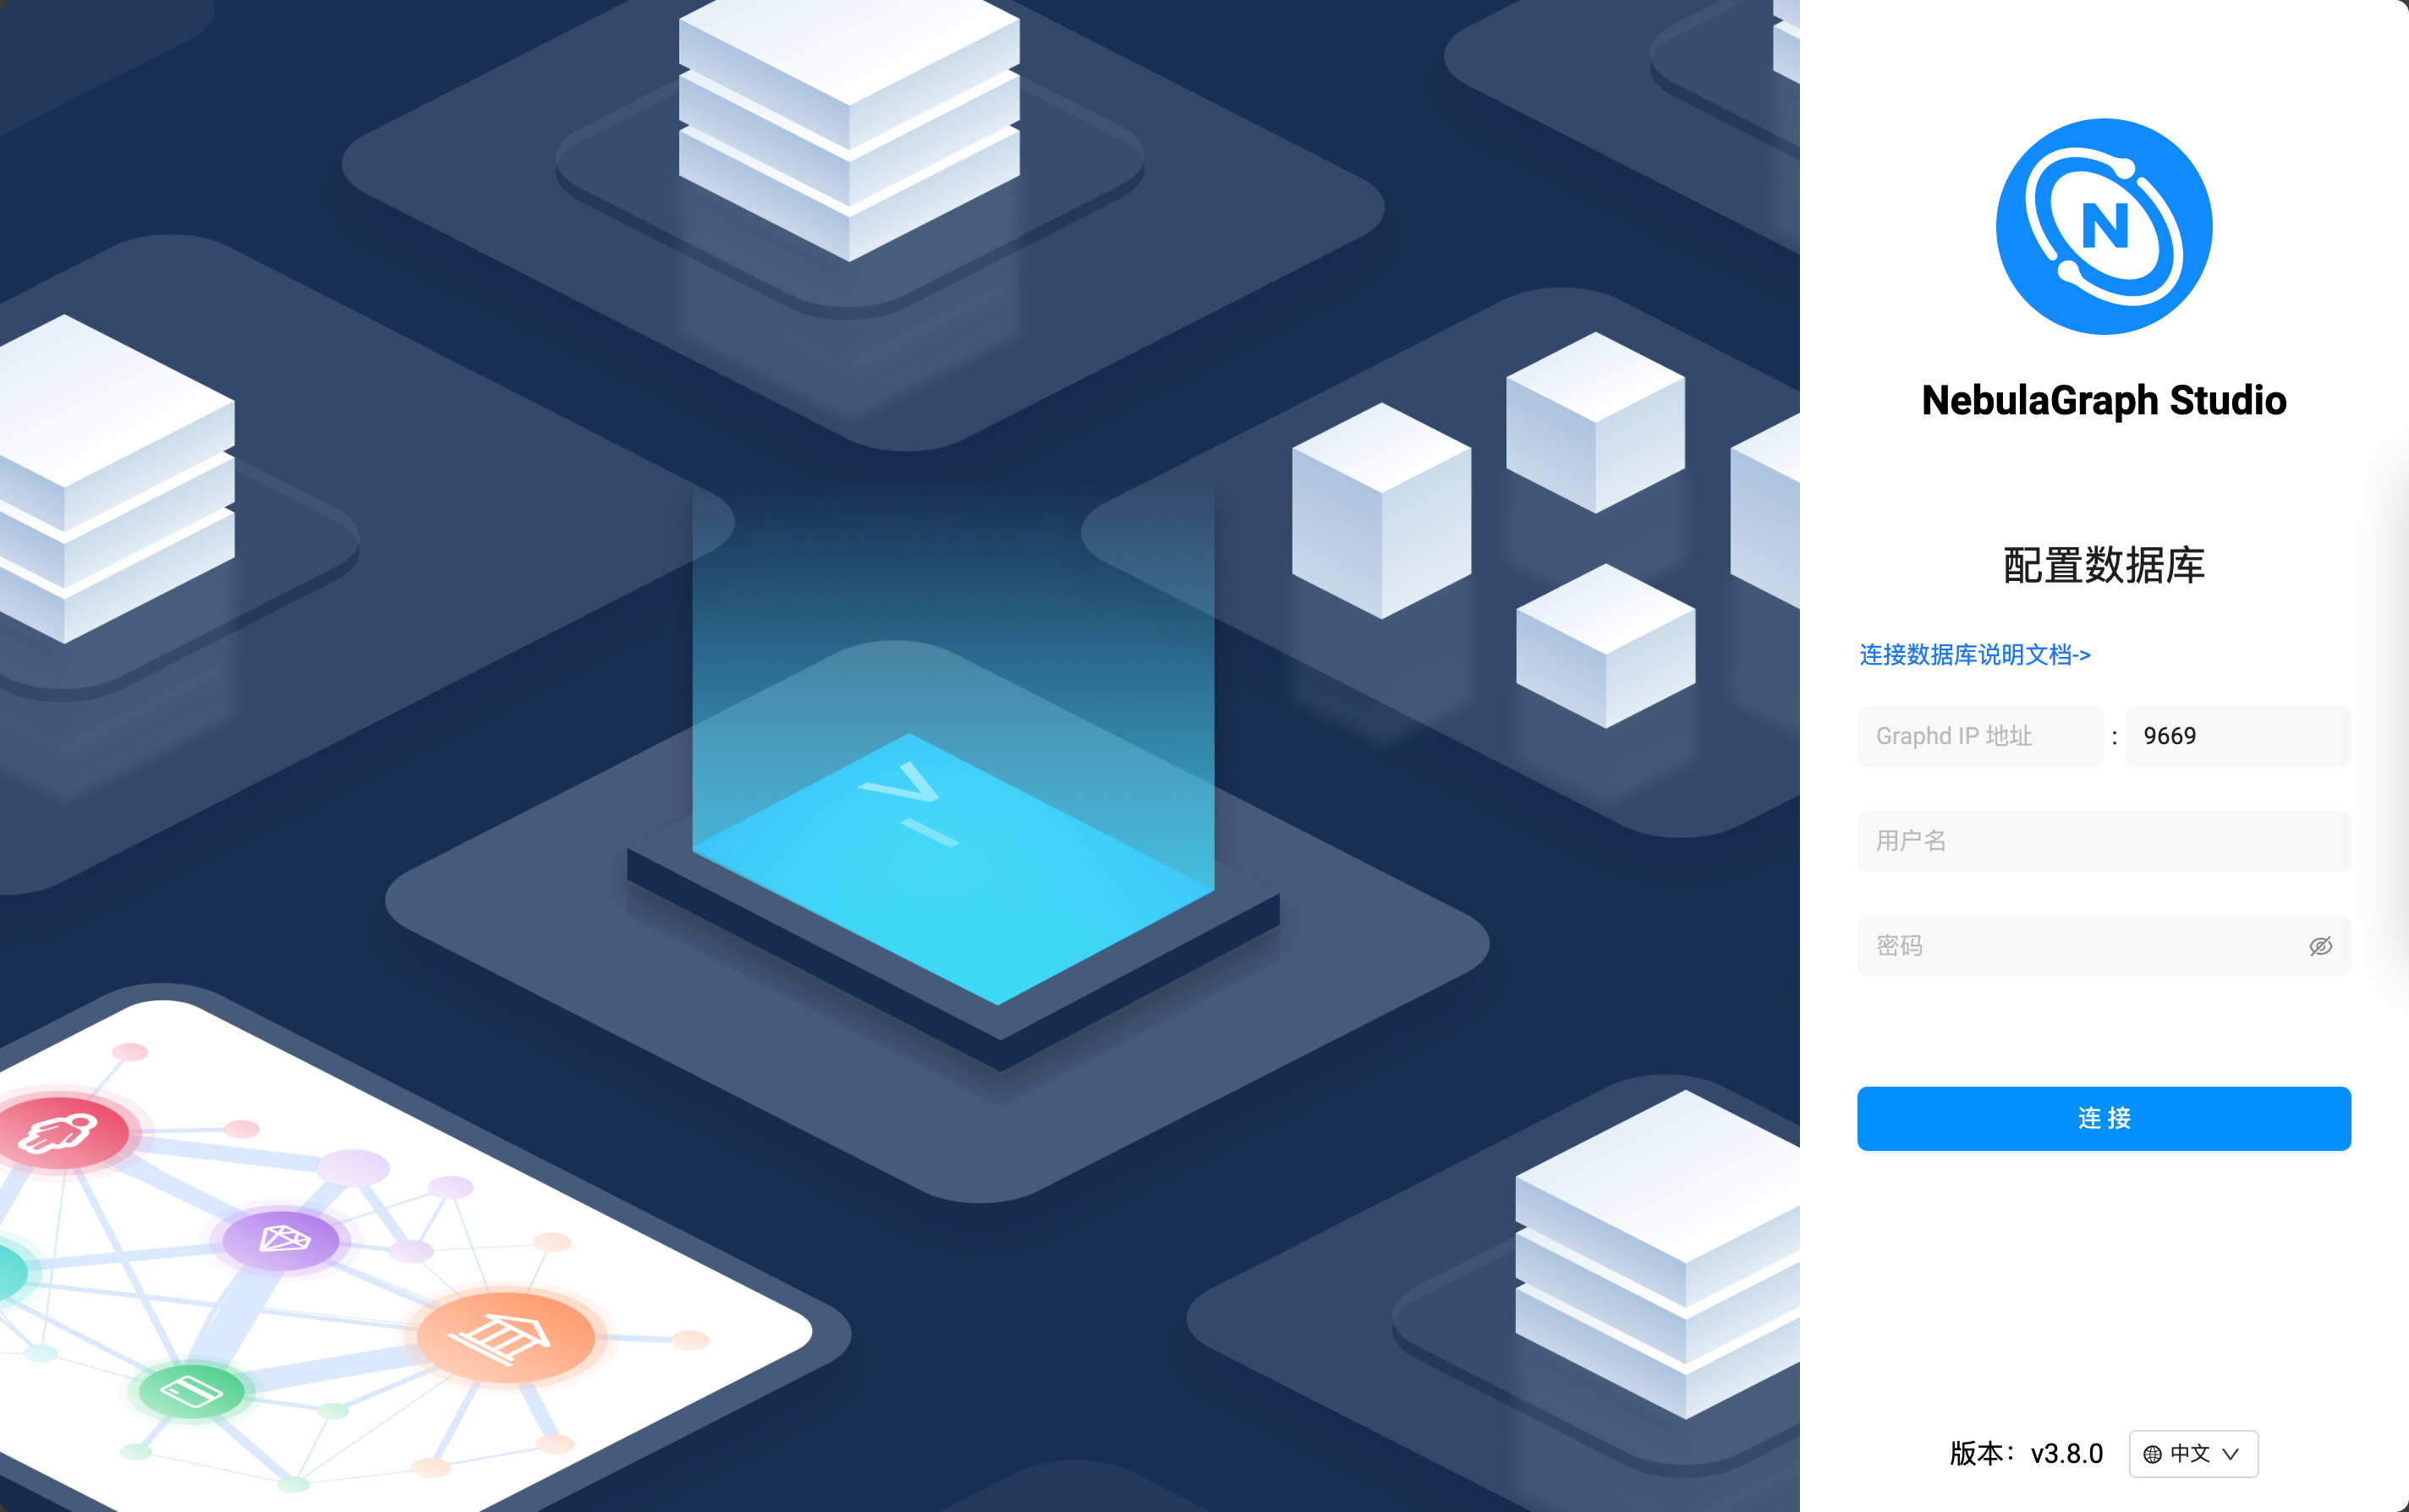 N
NebulaGraph Studio
配置数据库
连接数据库说明文档->
Graphd IP 地址 : 9669
用户名
密码
连 接
版本： v3.8.0 中文